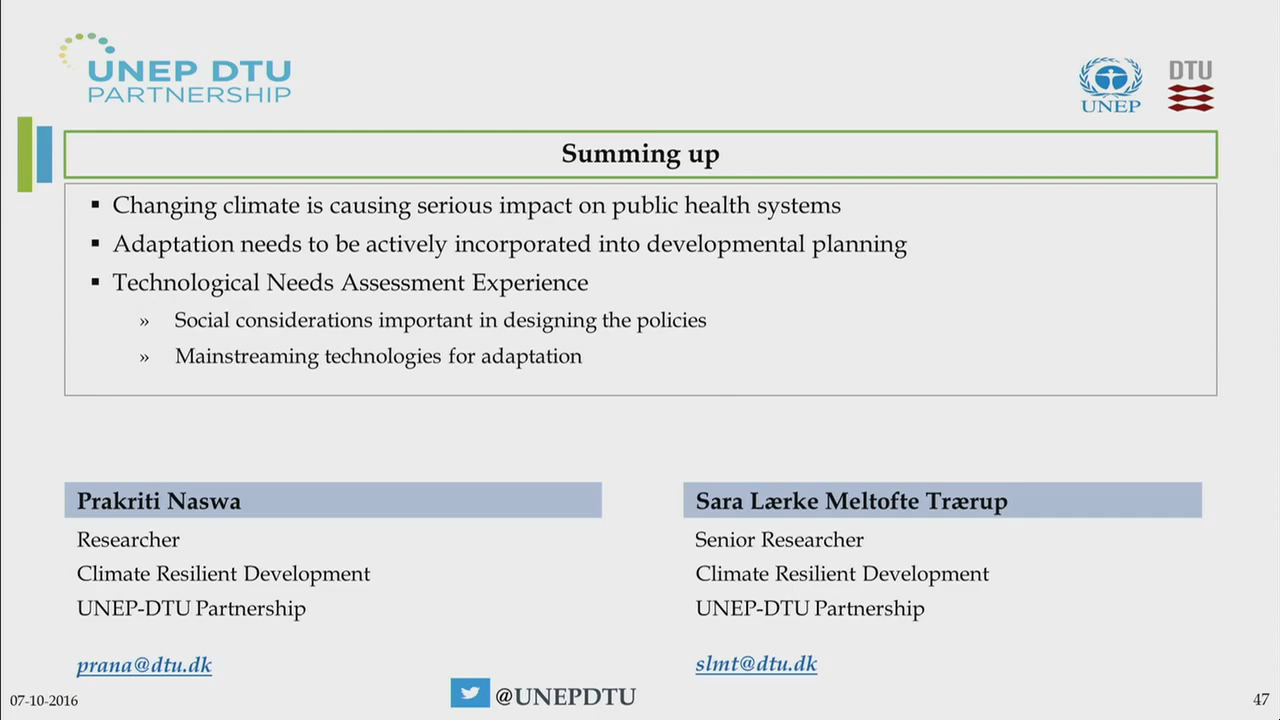 UNEP DTU
PARTNERSHIP
UNEP
DTU
Summing up
▪ Changing climate is causing serious impact on public health systems
▪ Adaptation needs to be actively incorporated into developmental planning
▪ Technological Needs Assessment Experience
» Social considerations important in designing the policies
» Mainstreaming technologies for adaptation
Prakriti Naswa
Researcher
Climate Resilient Development
UNEP-DTU Partnership
prana@dtu.dk
Sara Lærke Meltofte Trærup
Senior Researcher
Climate Resilient Development
UNEP-DTU Partnership
slmt@dtu.dk
07-10-2016
@UNEPDTU
47